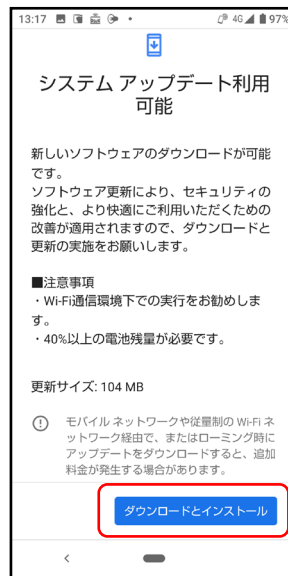 13:17 4G 97%
システム アップデート利用
可能
新しいソフトウェアのダウンロードが可能
です。
ソフトウェア更新により、セキュリティの
強化と、より快適にご利用いただくための
改善が適用されますので、ダウンロードと
更新の実施をお願いします。
■注意事項
・Wi-Fi通信環境下での実行をお勧めしま
す。
・40%以上の電池残量が必要です。
更新サイズ: 104 MB
モバイル ネットワークや従量制の Wi-Fi ネ
ットワーク経由で、またはローミング時に
アップデートをダウンロードすると、追加
料金が発生する場合があります。
ダウンロードとインストール